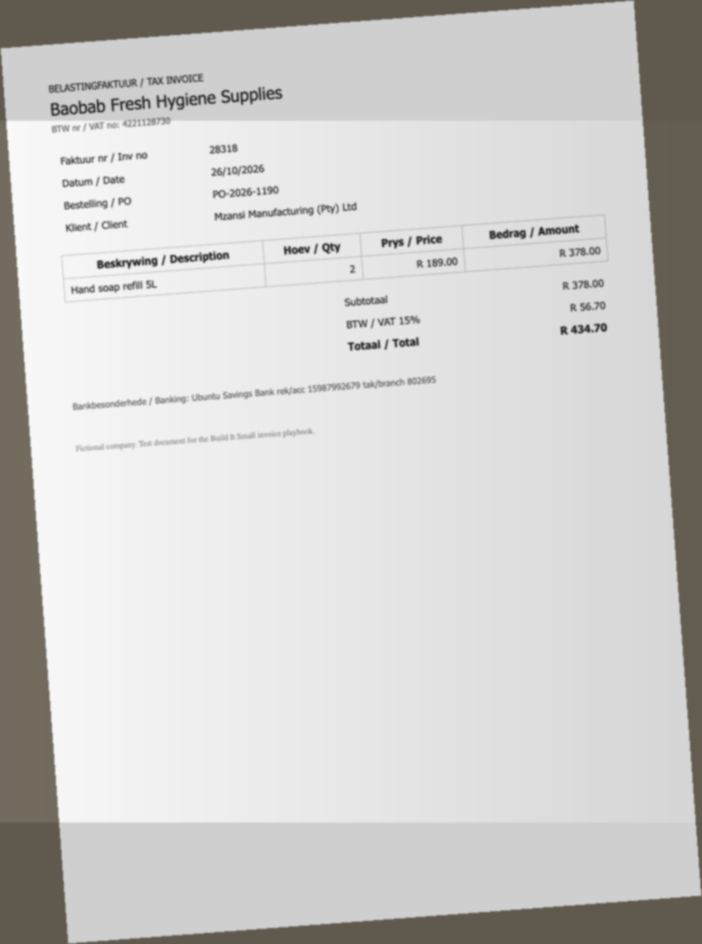 BELASTINGFAKTUUR / TAX INVOICE
Baobab Fresh Hygiene Supplies
BTW nr / VAT no: 4221128730
Faktuur nr / Inv no 28318
Datum / Date 26/10/2026
Bestelling / PO PO-2026-1190
Klient / Client Mzansi Manufacturing (Pty) Ltd
Beskrywing / Description Hoev / Qty Prys / Price Bedrag / Amount
Hand soap refill 5L 2 R 189.00 R 378.00
Subtotaal R 378.00
BTW / VAT 15% R 56.70
Totaal / Total R 434.70
Bankbesonderhede / Banking: Ubuntu Savings Bank rek/acc 15987992679 tak/branch 802695
Fictional company. Test document for the Build It Small invoice playbook.